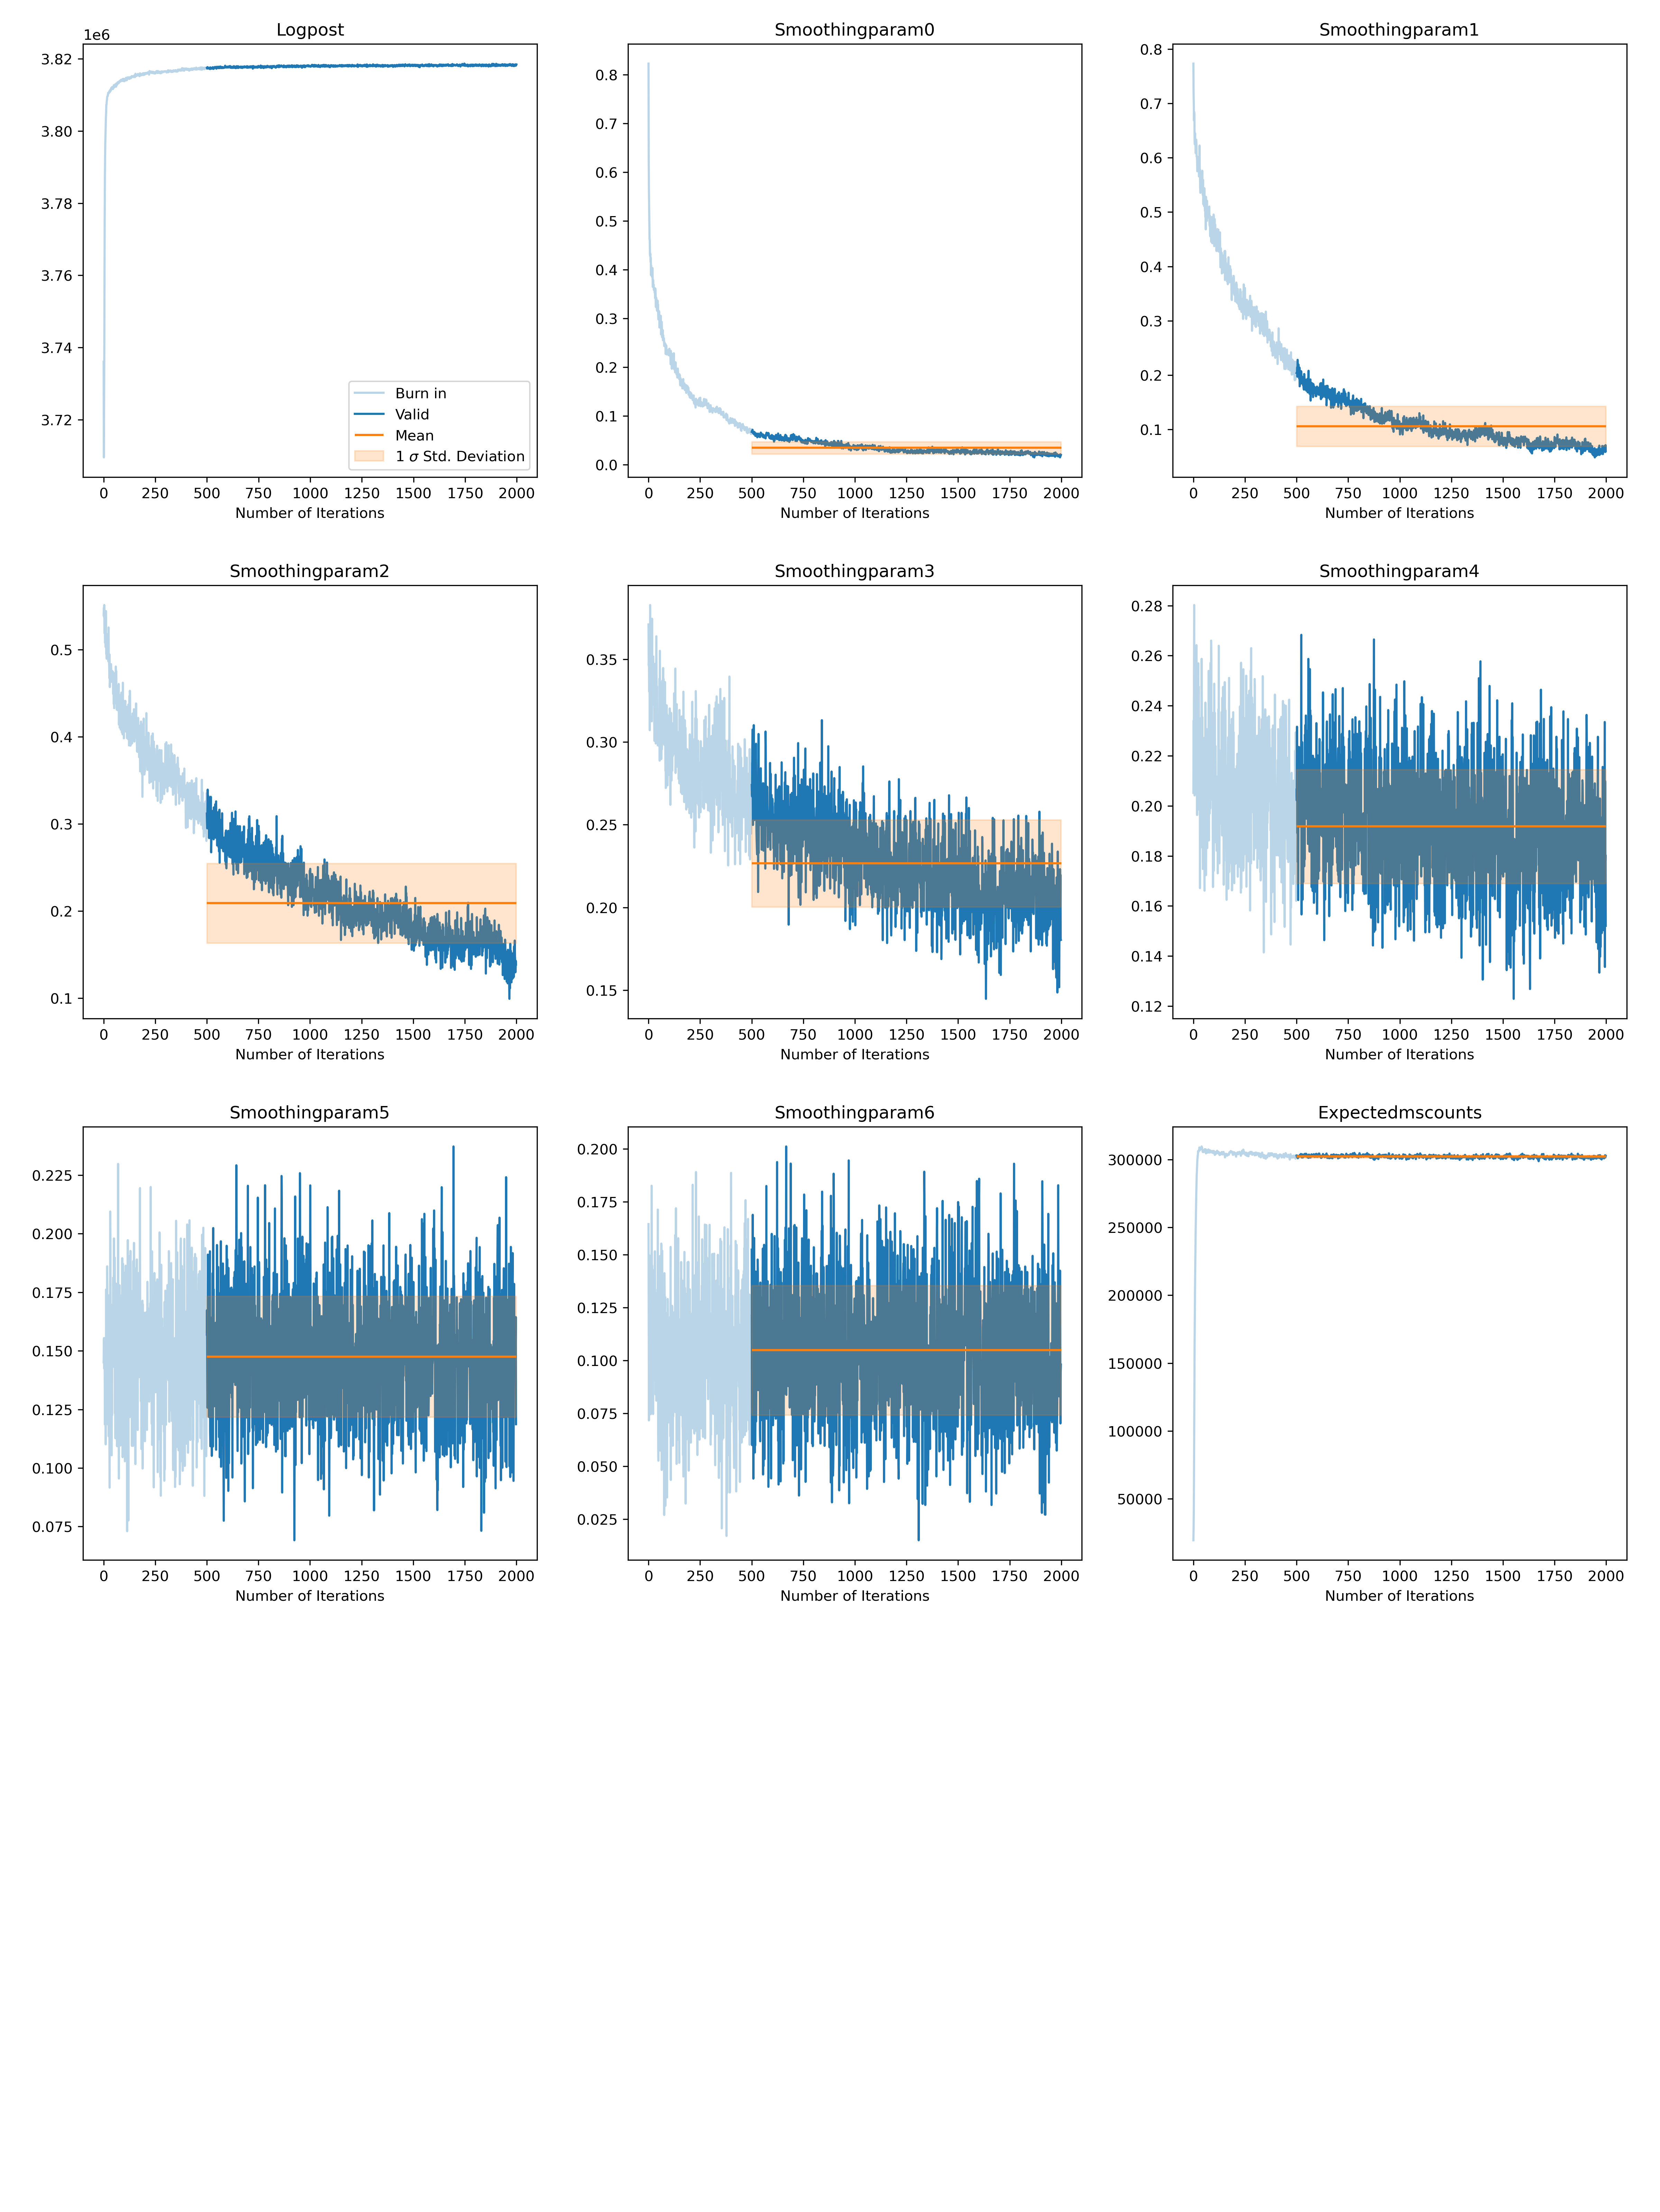 Logpost
1e6
3.82
3.80
3.78
3.76
3.74
3.72
Burn in
Valid
Mean
1 σ Std. Deviation
0 250 500 750 1000 1250 1500 1750 2000
Number of Iterations
Smoothingparam0
0.8
0.7
0.6
0.5
0.4
0.3
0.2
0.1
0.0
0 250 500 750 1000 1250 1500 1750 2000
Number of Iterations
Smoothingparam1
0.8
0.7
0.6
0.5
0.4
0.3
0.2
0.1
0 250 500 750 1000 1250 1500 1750 2000
Number of Iterations
Smoothingparam2
0.5
0.4
0.3
0.2
0.1
0 250 500 750 1000 1250 1500 1750 2000
Number of Iterations
Smoothingparam3
0.35
0.30
0.25
0.20
0.15
0 250 500 750 1000 1250 1500 1750 2000
Number of Iterations
Smoothingparam4
0.28
0.26
0.24
0.22
0.20
0.18
0.16
0.14
0.12
0 250 500 750 1000 1250 1500 1750 2000
Number of Iterations
Smoothingparam5
0.225
0.200
0.175
0.150
0.125
0.100
0.075
0 250 500 750 1000 1250 1500 1750 2000
Number of Iterations
Smoothingparam6
0.200
0.175
0.150
0.125
0.100
0.075
0.050
0.025
0 250 500 750 1000 1250 1500 1750 2000
Number of Iterations
Expectedmscounts
300000
250000
200000
150000
100000
50000
0 250 500 750 1000 1250 1500 1750 2000
Number of Iterations